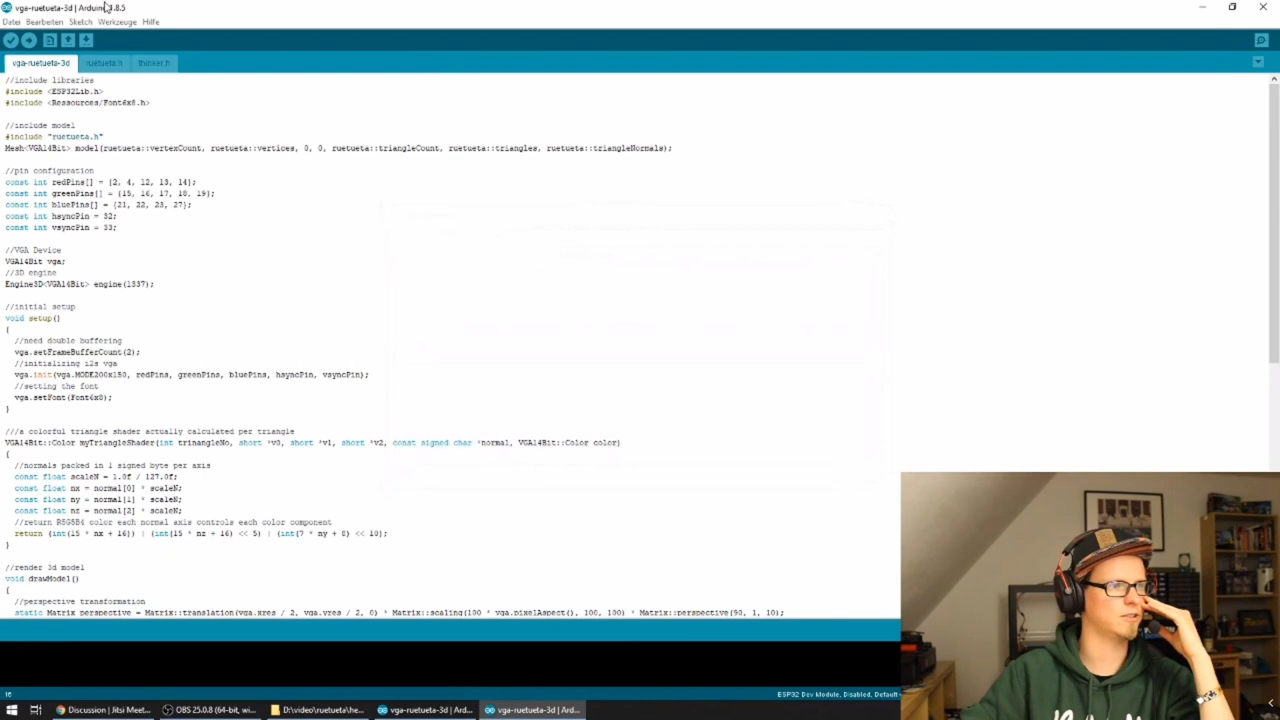 vga-ruetueta-3d | Arduino 1.8.5
Datei Bearbeiten Sketch Werkzeuge Hilfe
vga-ruetueta-3d ruetueta.h thinker.h
//include libraries
#include <ESP32Lib.h>
#include <Ressources/Font6x8.h>
//include model
#include "ruetueta.h"
Mesh<VGA14Bit> model(ruetueta::vertexCount, ruetueta::vertices, 0, 0, ruetueta::triangleCount, ruetueta::triangles, ruetueta::triangleNormals);
//pin configuration
const int redPins[] = {2, 4, 12, 13, 14};
const int greenPins[] = {15, 16, 17, 18, 19};
const int bluePins[] = {21, 22, 23, 27};
const int hsyncPin = 32;
const int vsyncPin = 33;
//VGA Device
VGA14Bit vga;
//3D engine
Engine3D<VGA14Bit> engine(1337);
//initial setup
void setup()
{
//need double buffering
vga.setFrameBufferCount(2);
//initializing i2s vga
vga.init(vga.MODE200x150, redPins, greenPins, bluePins, hsyncPin, vsyncPin);
//setting the font
vga.setFont(Font6x8);
}
///a colorful triangle shader actually calculated per triangle
VGA14Bit::Color myTriangleShader(int trinangleNo, short *v0, short *v1, short *v2, const signed char *normal, VGA14Bit::Color color)
{
//normals packed in 1 signed byte per axis
const float scaleN = 1.0f / 127.0f;
const float nx = normal[0] * scaleN;
const float ny = normal[1] * scaleN;
const float nz = normal[2] * scaleN;
//return R5G5B4 color each normal axis controls each color component
return (int(15 * nx + 16)) | (int(15 * nz + 16) << 5) | (int(7 * ny + 8) << 10);
}
//render 3d model
void drawModel()
{
//perspective transformation
static Matrix perspective = Matrix::translation(vga.xres / 2, vga.yres / 2, 0) * Matrix::scaling(100 * vga.pixelAspect(), 100, 100) * Matrix::perspective(90, 1, 10);
16 ESP32 Dev Module, Disabled, Default
Discussion | Jitsi Meet... OBS 25.0.8 (64-bit, wi... D:\video\ruetueta\he... vga-ruetueta-3d | Ard... vga-ruetueta-3d | Ard...